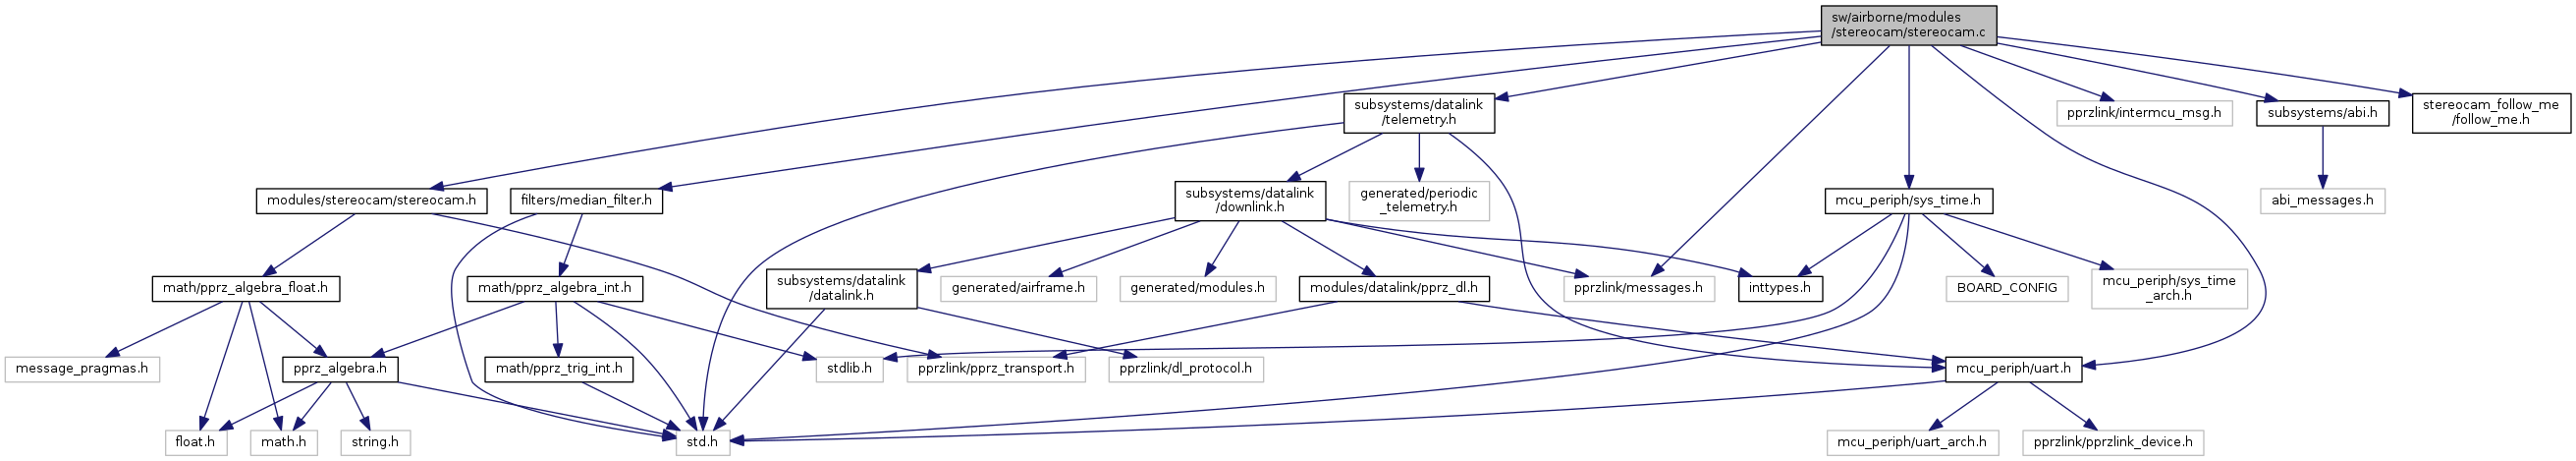 sw/airborne/modules
/stereocam/stereocam.c
subsystems/datalink
/telemetry.h
pprzlink/intermcu_msg.h
subsystems/abi.h
stereocam_follow_me
/follow_me.h
modules/stereocam/stereocam.h
filters/median_filter.h
subsystems/datalink
/downlink.h
generated/periodic
_telemetry.h
mcu_periph/sys_time.h
abi_messages.h
math/pprz_algebra_float.h
math/pprz_algebra_int.h
subsystems/datalink
/datalink.h
generated/airframe.h
generated/modules.h
modules/datalink/pprz_dl.h
pprzlink/messages.h
inttypes.h
BOARD_CONFIG
mcu_periph/sys_time
_arch.h
message_pragmas.h
pprz_algebra.h
math/pprz_trig_int.h
stdlib.h
pprzlink/pprz_transport.h
pprzlink/dl_protocol.h
mcu_periph/uart.h
float.h
math.h
string.h
std.h
mcu_periph/uart_arch.h
pprzlink/pprzlink_device.h